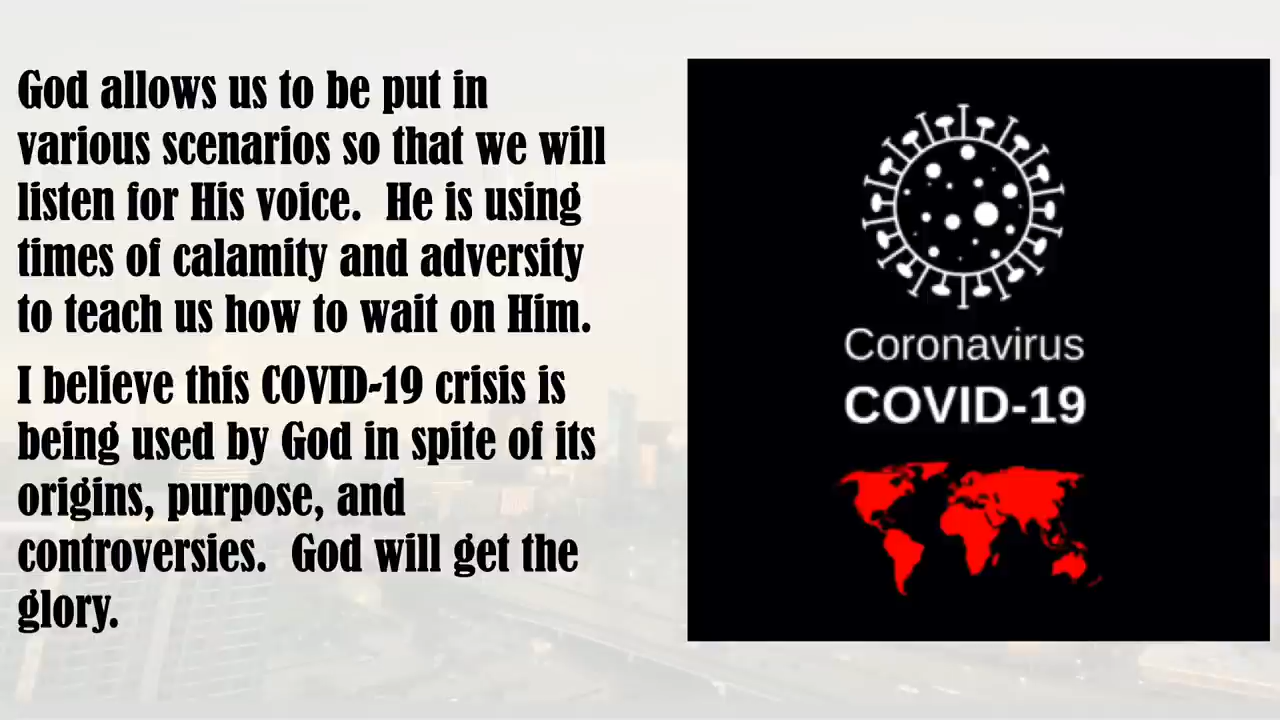 God allows us to be put in
various scenarios so that we will
listen for His voice.  He is using
times of calamity and adversity
to teach us how to wait on Him.
I believe this COVID-19 crisis is
being used by God in spite of its
origins, purpose, and
controversies.  God will get the
glory.
Coronavirus
COVID-19